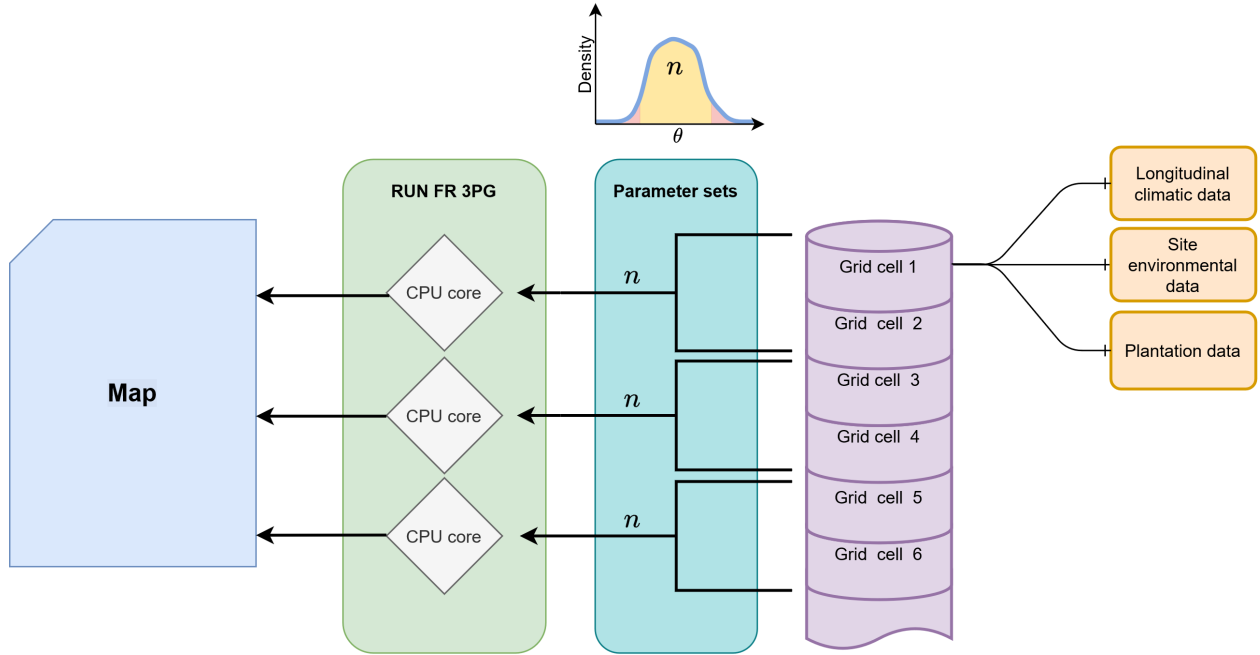 Density
n
θ
RUN FR 3PG
Parameter sets
Longitudinal
climatic data
Site
environmental
data
Plantation data
Grid cell 1
Grid cell 2
Grid cell 3
Grid cell 4
Grid cell 5
Grid cell 6
n
n
n
CPU core
CPU core
CPU core
Map